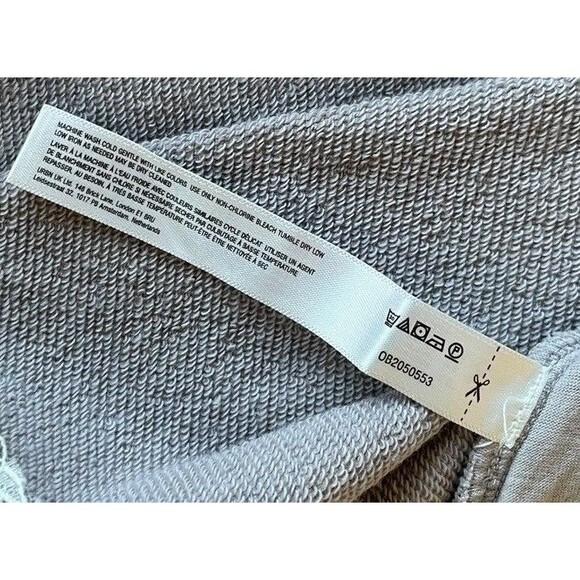 MACHINE WASH COLD GENTLE WITH LIKE COLORS. USE ONLY NON-CHLORINE BLEACH TUMBLE DRY LOW
LOW IRON AS NEEDED MAY BE DRY CLEANED
LAVER À LA MACHINE À L'EAU FROIDE AVEC COULEURS SIMILAIRES CYCLE DÉLICAT UTILISER UN AGENT
DE BLANCHIMENT SANS CHLORE SI NÉCESSAIRE SÉCHER PAR CULBUTAGE À BASSE TEMPÉRATURE
REPASSER, AU BESOIN, À TRÈS BASSE TEMPÉRATURE PEUT-ÊTRE ÊTRE NETTOYÉE À SEC
URBN UK Ltd. 146 Brick Lane, London E1 6RU
Leidsestraat 32, 1017 PB Amsterdam, Netherlands
OB2050553